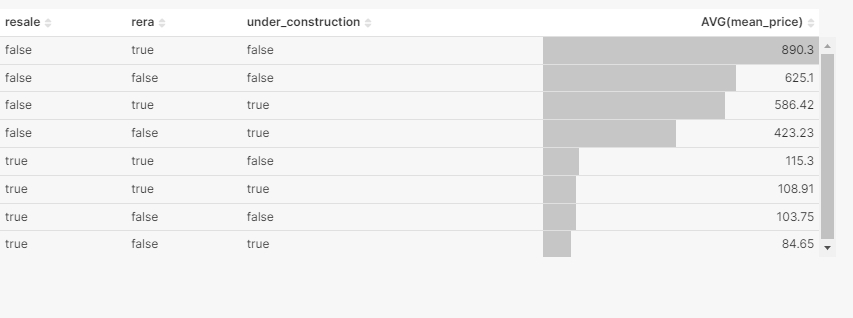 resale rera under_construction AVG(mean_price)
false true false 890.3
false false false 625.1
false true true 586.42
false false true 423.23
true true false 115.3
true true true 108.91
true false false 103.75
true false true 84.65